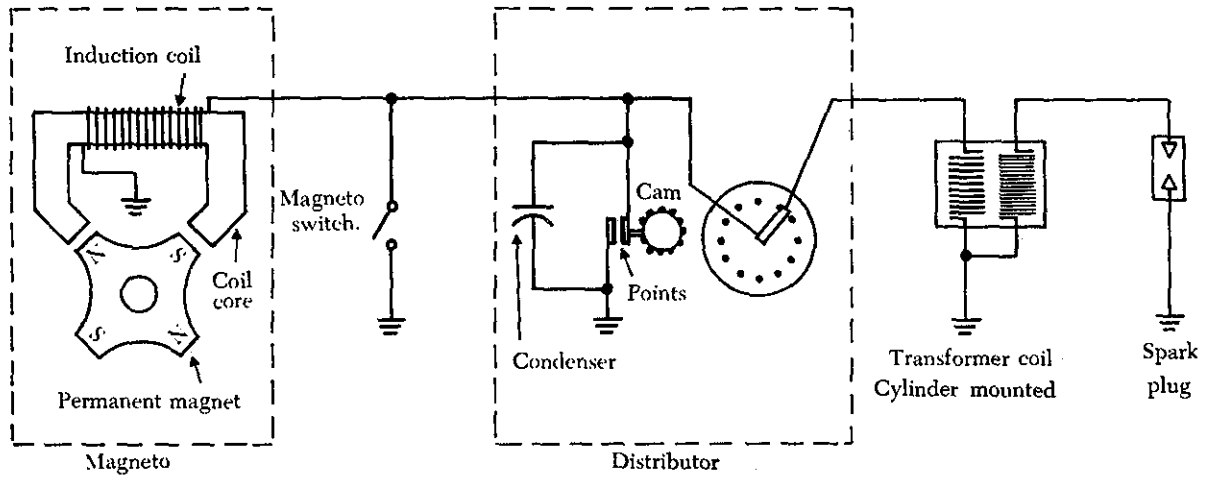 Induction coil
Magneto
switch.
Cam
N
S
S
N
Coil
core
Points
Condenser
Permanent magnet
Transformer coil
Cylinder mounted
Spark
plug
Magneto
Distributor